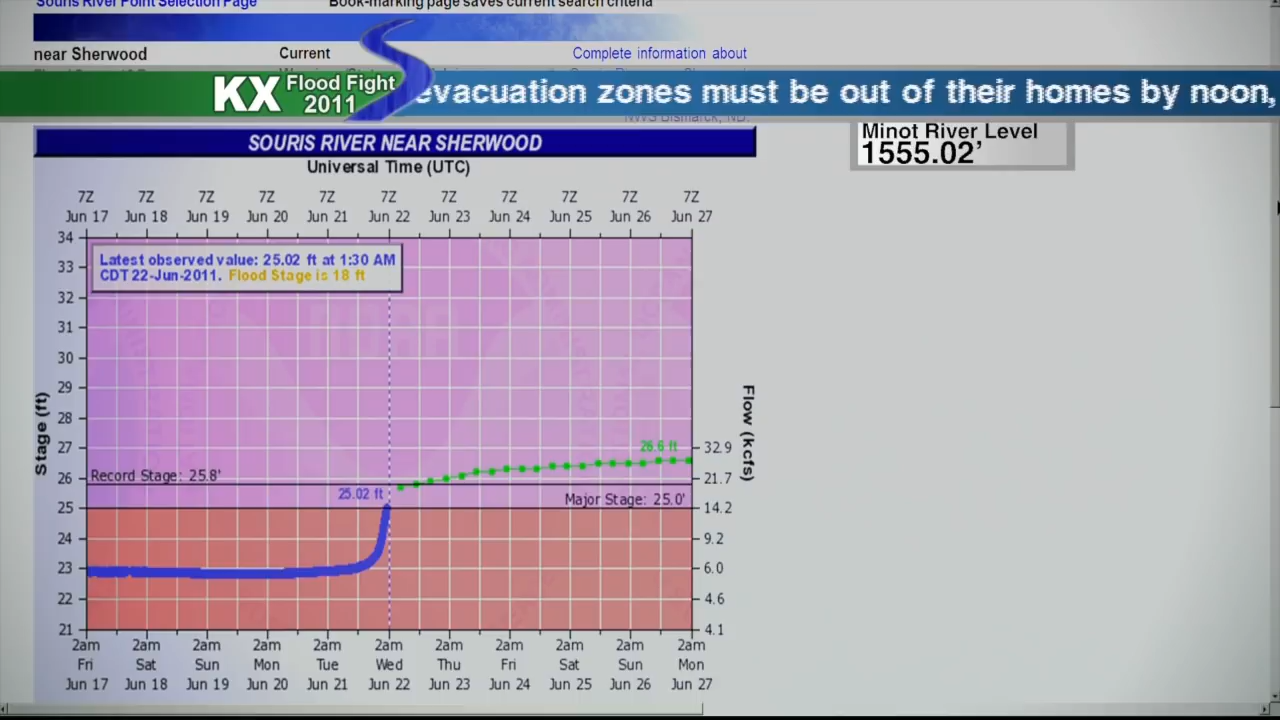 Souris River Point Selection Page
Book-marking page saves current search criteria
near Sherwood
Current
Complete information about
KX Flood Fight 2011
evacuation zones must be out of their homes by noon,
NWS Bismarck, ND.
SOURIS RIVER NEAR SHERWOOD
Minot River Level
1555.02'
Universal Time (UTC)
7Z 7Z 7Z 7Z 7Z 7Z 7Z 7Z 7Z 7Z 7Z
Jun 17 Jun 18 Jun 19 Jun 20 Jun 21 Jun 22 Jun 23 Jun 24 Jun 25 Jun 26 Jun 27
34
Latest observed value: 25.02 ft at 1:30 AM
CDT 22-Jun-2011. Flood Stage is 18 ft
33
32
31
NOAA
30
29
28
27
26.6 ft
32.9
Record Stage: 25.8'
26
21.7
25.02 ft
Major Stage: 25.0'
25
14.2
24
9.2
23
6.0
22
4.6
21
4.1
Stage (ft)
Flow (kcfs)
2am 2am 2am 2am 2am 2am 2am 2am 2am 2am 2am
Fri Sat Sun Mon Tue Wed Thu Fri Sat Sun Mon
Jun 17 Jun 18 Jun 19 Jun 20 Jun 21 Jun 22 Jun 23 Jun 24 Jun 25 Jun 26 Jun 27